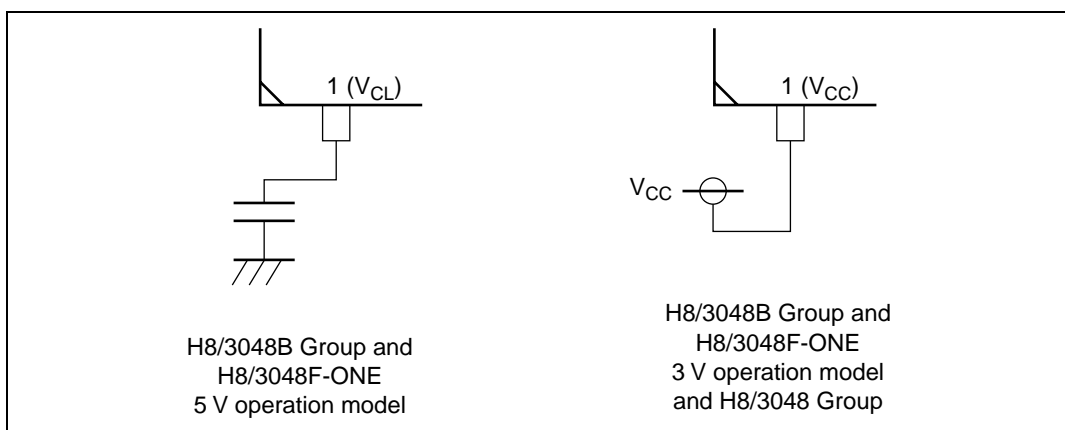 1 (VCL)
1 (VCC)
VCC
H8/3048B Group and
H8/3048F-ONE
5 V operation model
H8/3048B Group and
H8/3048F-ONE
3 V operation model
and H8/3048 Group